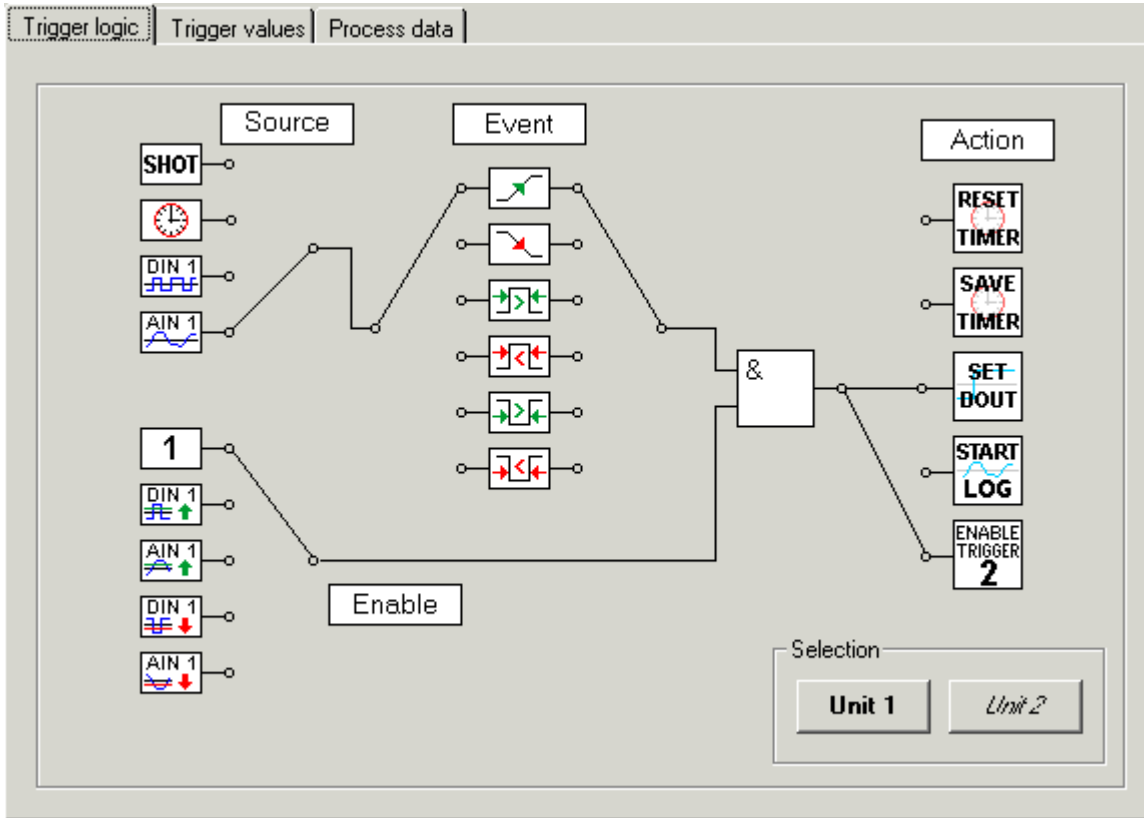 Trigger logic
Trigger values
Process data
Source
Event
Action
SHOT
DIN 1
AIN 1
1
DIN 1
AIN 1
DIN 1
AIN 1
Enable
&
RESET
TIMER
SAVE
TIMER
SET
DOUT
START
LOG
ENABLE
TRIGGER
2
Selection
Unit 1
Unit 2